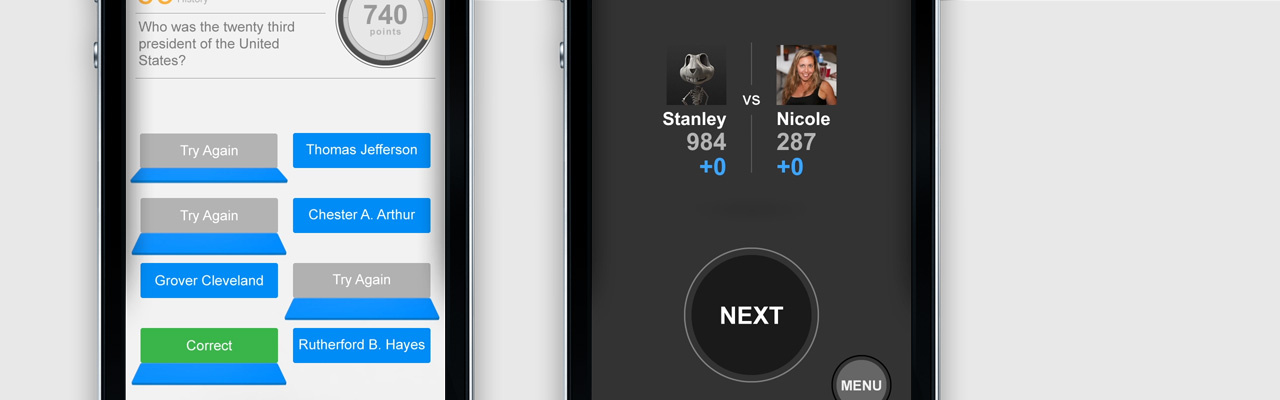 History
740
points
Who was the twenty third
president of the United
States?
Try Again
Thomas Jefferson
Try Again
Chester A. Arthur
Grover Cleveland
Try Again
Correct
Rutherford B. Hayes
VS
Stanley
Nicole
984
287
+0
+0
NEXT
MENU